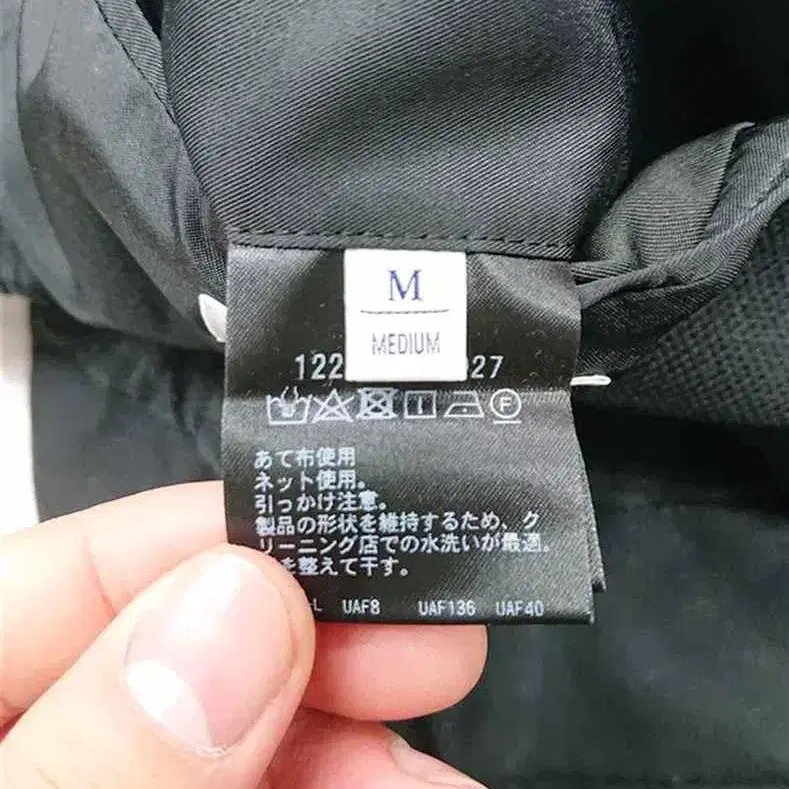 M
MEDIUM
122 27
F
あて布使用
ネット使用。
引っかけ注意。
製品の形状を維持するため、ク
リーニング店での水洗いが最適。
を整えて干す。
-L UAF8 UAF136 UAF40